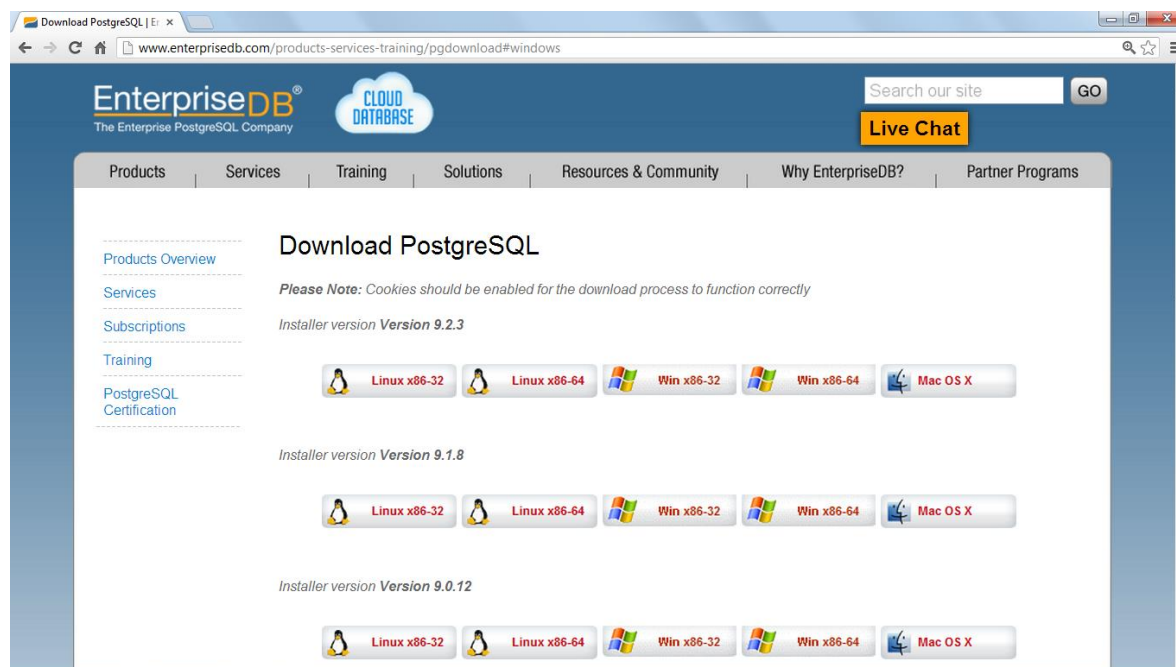 Download PostgreSQL | Er
www.enterprisedb.com/products-services-training/pgdownload#windows
EnterpriseDB®
The Enterprise PostgreSQL Company
CLOUD
DATABASE
Search our site
GO
Live Chat
Products Services Training Solutions Resources & Community Why EnterpriseDB? Partner Programs
Products Overview
Services
Subscriptions
Training
PostgreSQL
Certification
Download PostgreSQL
Please Note: Cookies should be enabled for the download process to function correctly
Installer version Version 9.2.3
Linux x86-32 Linux x86-64 Win x86-32 Win x86-64 Mac OS X
Installer version Version 9.1.8
Linux x86-32 Linux x86-64 Win x86-32 Win x86-64 Mac OS X
Installer version Version 9.0.12
Linux x86-32 Linux x86-64 Win x86-32 Win x86-64 Mac OS X